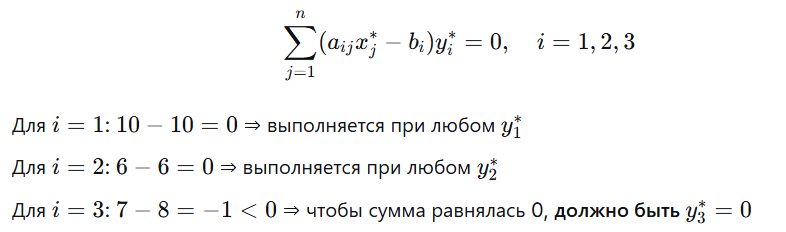 \sum_{j=1}^{n} (a_{ij} x_j^* - b_i) y_i^* = 0, \quad i = 1, 2, 3
Для i = 1: 10 − 10 = 0 ⇒ выполняется при любом y_1^*
Для i = 2: 6 − 6 = 0 ⇒ выполняется при любом y_2^*
Для i = 3: 7 − 8 = −1 < 0 ⇒ чтобы сумма равнялась 0, должно быть y_3^* = 0